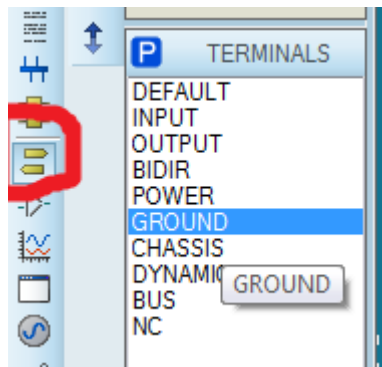 P TERMINALS
DEFAULT
INPUT
OUTPUT
BIDIR
POWER
GROUND
CHASSIS
DYNAMIC
GROUND
BUS
NC